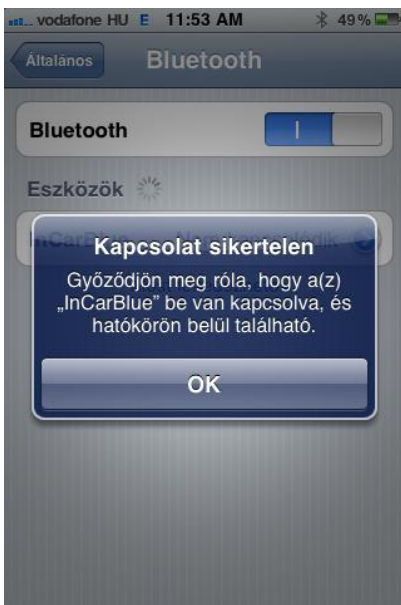 vodafone HU E 11:53 AM 49%
Általános Bluetooth
Bluetooth
Eszközök
Kapcsolat sikertelen
Győződjön meg róla, hogy a(z)
„InCarBlue” be van kapcsolva, és
hatókörön belül található.
OK